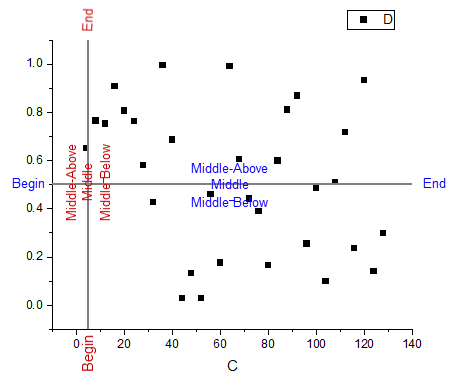 End
D
1.0
0.8
0.6
0.4
0.2
0.0
Middle-Above
Middle
Middle-Below
Begin
End
Middle-Above
Middle
Middle-Below
0
20
40
60
80
100
120
140
Begin
C